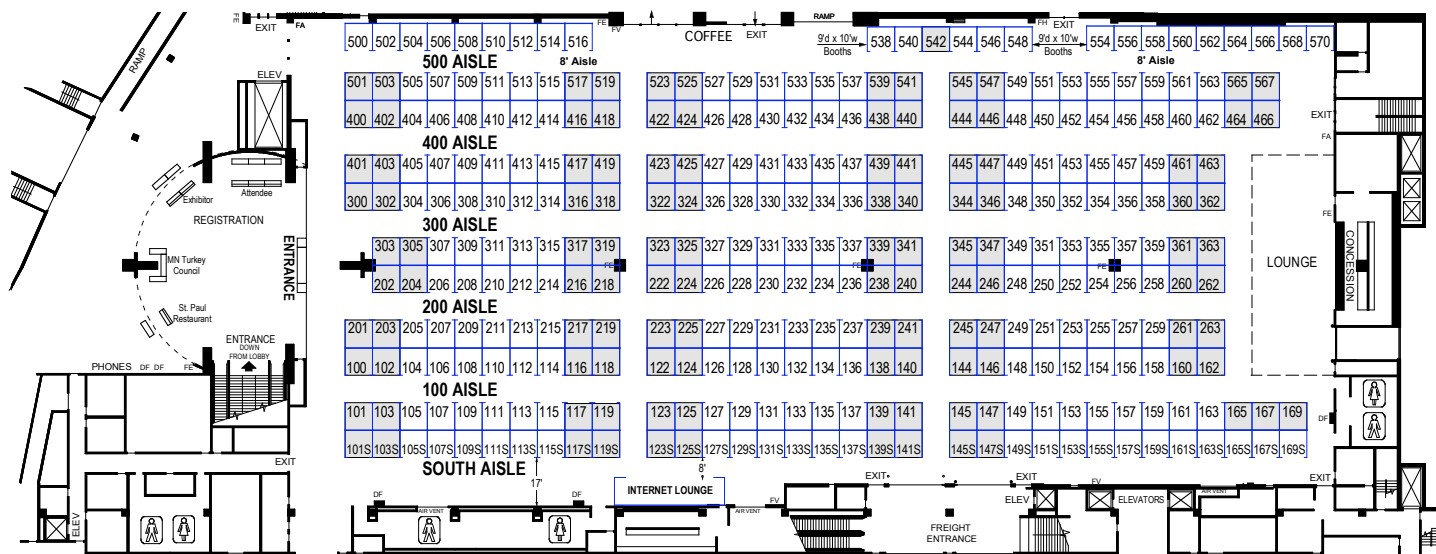 FE
EXIT
FA
FE
FV
COFFEE
EXIT
RAMP
FH
EXIT
500 502 504 506 508 510 512 514 516
9'd x 10'w
Booths
538 540 542 544 546 548
9'd x 10'w
Booths
554 556 558 560 562 564 566 568 570
RAMP
500 AISLE
8' Aisle
8' Aisle
ELEV
501 503 505 507 509 511 513 515 517 519
523 525 527 529 531 533 535 537 539 541
545 547 549 551 553 555 557 559 561 563 565 567
400 402 404 406 408 410 412 414 416 418
422 424 426 428 430 432 434 436 438 440
444 446 448 450 452 454 456 458 460 462 464 466
EXIT
FA
400 AISLE
401 403 405 407 409 411 413 415 417 419
423 425 427 429 431 433 435 437 439 441
445 447 449 451 453 455 457 459 461 463
300 302 304 306 308 310 312 314 316 318
322 324 326 328 330 332 334 336 338 340
344 346 348 350 352 354 356 358 360 362
Exhibitor
Attendee
REGISTRATION
FE
300 AISLE
ENTRANCE
303 305 307 309 311 313 315 317 319
323 325 327 329 331 333 335 337 339 341
345 347 349 351 353 355 357 359 361 363
MN Turkey
Council
FE
FE
FE
LOUNGE
CONCESSION
202 204 206 208 210 212 214 216 218
222 224 226 228 230 232 234 236 238 240
244 246 248 250 252 254 256 258 260 262
St. Paul
Restaurant
200 AISLE
201 203 205 207 209 211 213 215 217 219
223 225 227 229 231 233 235 237 239 241
245 247 249 251 253 255 257 259 261 263
ENTRANCE
DOWN
FROM LOBBY
100 102 104 106 108 110 112 114 116 118
122 124 126 128 130 132 134 136 138 140
144 146 148 150 152 154 156 158 160 162
PHONES
DF DF
FE
100 AISLE
101 103 105 107 109 111 113 115 117 119
123 125 127 129 131 133 135 137 139 141
145 147 149 151 153 155 157 159 161 163 165 167 169
DF
101S 103S 105S 107S 109S 111S 113S 115S 117S 119S
123S 125S 127S 129S 131S 133S 135S 137S 139S 141S
145S 147S 149S 151S 153S 155S 157S 159S 161S 163S 165S 167S 169S
EXIT
SOUTH AISLE
17'
8'
EXIT
EXIT
FV
EXIT
INTERNET LOUNGE
DF
DF
AIR VENT
AIR VENT
ELEV
ELEVATORS
AIR VENT
ELEV
FREIGHT
ENTRANCE